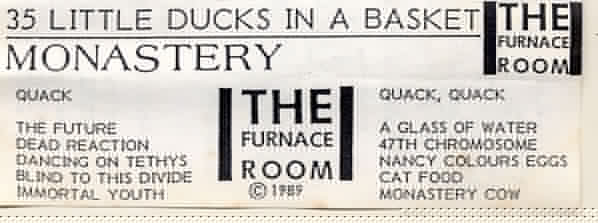 35 LITTLE DUCKS IN A BASKET
MONASTERY
THE
FURNACE
ROOM
QUACK
THE FUTURE
DEAD REACTION
DANCING ON TETHYS
BLIND TO THIS DIVIDE
IMMORTAL YOUTH
THE
FURNACE
ROOM
© 1989
QUACK, QUACK
A GLASS OF WATER
47TH CHROMOSOME
NANCY COLOURS EGGS
CAT FOOD
MONASTERY COW